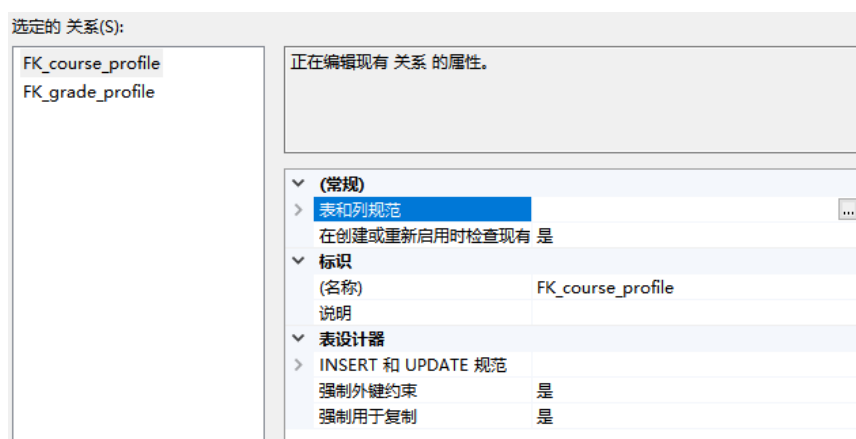 选定的 关系(S):
FK_course_profile
FK_grade_profile
正在编辑现有 关系 的属性。
(常规)
表和列规范 ...
在创建或重新启用时检查现有 是
标识
(名称) FK_course_profile
说明
表设计器
INSERT 和 UPDATE 规范
强制外键约束 是
强制用于复制 是